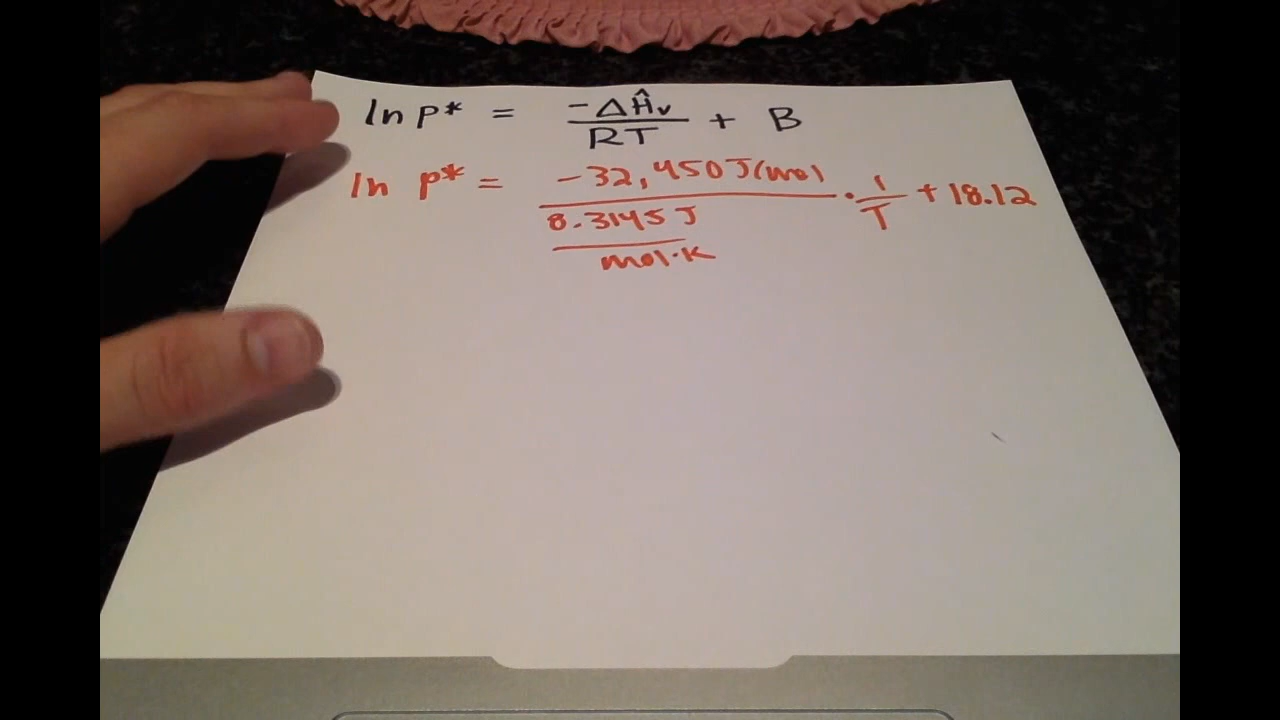 ln p* = -ΔĤv / RT + B
ln p* = -32,450 J/mol / 8.3145 J / mol·K · 1/T + 18.12